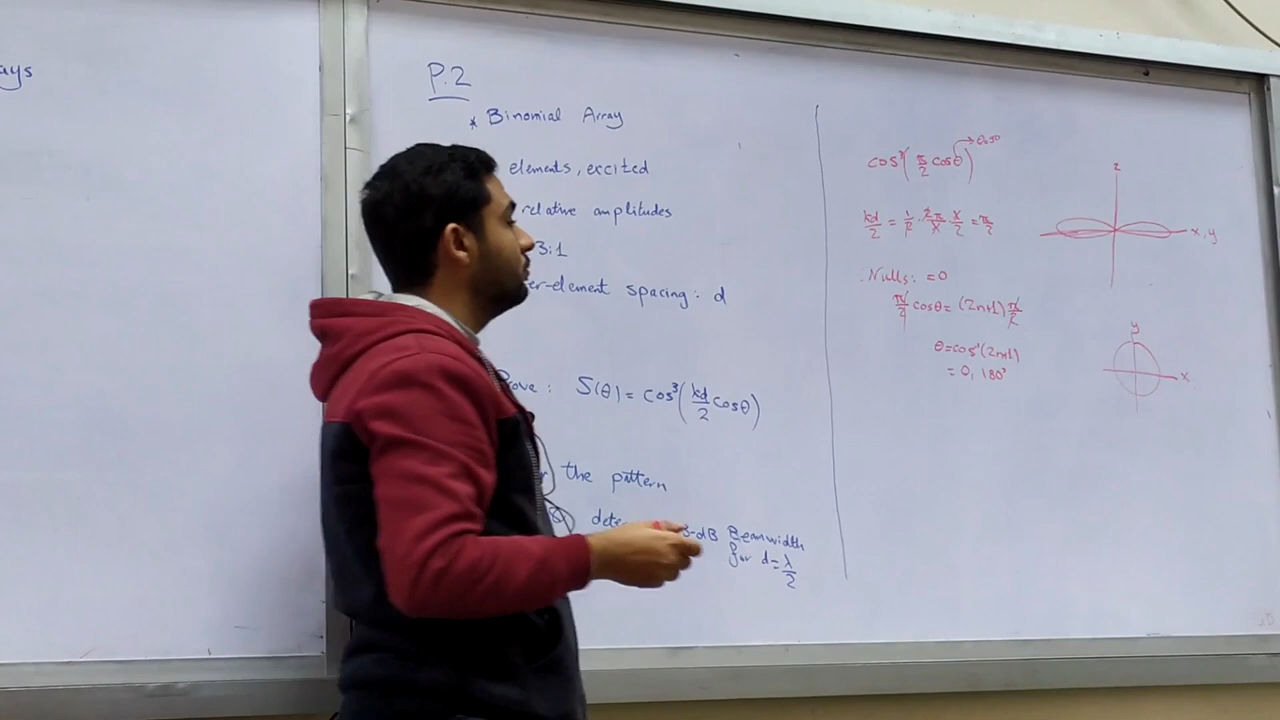 ays
P.2
* Binomial Array
elements, excited
relative amplitudes
3:1
er-element spacing: d
Prove: S(θ) = cos³(kd/2 cosθ)
the pattern
3-dB Beamwidth
for d = λ/2
cos³(π/2 cosθ)
kd/2 = 1/2 · 2π/λ · λ/2 = π/2
Nulls: = 0
π/2 cosθ = (2n+1) π/2
θ = cos⁻¹(2n+1)
= 0, 180°
z
x, y
y
x